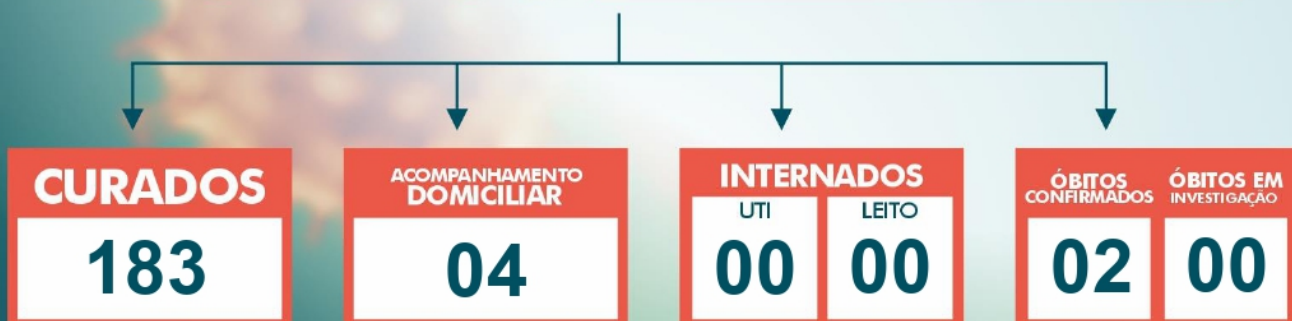 CURADOS
183
ACOMPANHAMENTO
DOMICILIAR
04
INTERNADOS
UTI
00
LEITO
00
ÓBITOS
CONFIRMADOS
02
ÓBITOS EM
INVESTIGAÇÃO
00